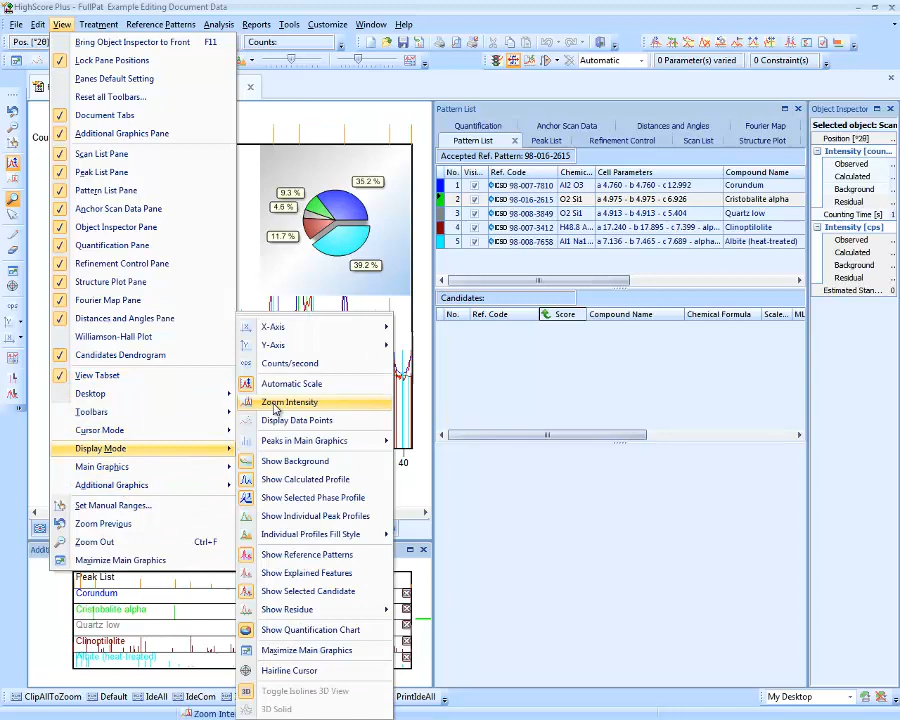 HighScore Plus - FullPat Example Editing Document Data
File Edit View Treatment Reference Patterns Analysis Reports Tools Customize Window Help
Pos. [°2θ] Counts:
Automatic 0 Parameter(s) varied 0 Constraint(s)
Bring Object Inspector to Front F11
Lock Pane Positions
Panes Default Setting
Reset all Toolbars...
Document Tabs
Additional Graphics Pane
Scan List Pane
Peak List Pane
Pattern List Pane
Anchor Scan Data Pane
Object Inspector Pane
Quantification Pane
Refinement Control Pane
Structure Plot Pane
Fourier Map Pane
Distances and Angles Pane
Williamson-Hall Plot
Candidates Dendrogram
View Tabset
Desktop
Toolbars
Cursor Mode
Display Mode
Main Graphics
Additional Graphics
Set Manual Ranges...
Zoom Previous
Zoom Out Ctrl+F
Maximize Main Graphics
X-Axis
Y-Axis
cps Counts/second
Automatic Scale
Zoom Intensity
Display Data Points
Peaks in Main Graphics
Show Background
Show Calculated Profile
Show Selected Phase Profile
Show Individual Peak Profiles
Individual Profiles Fill Style
Show Reference Patterns
Show Explained Features
Show Selected Candidate
Show Residue
Show Quantification Chart
Maximize Main Graphics
Hairline Cursor
3D Toggle Isolines 3D View
3D Solid
cps
Cou
9.3 %
35.2 %
4.6 %
11.7 %
39.2 %
40
Pattern List
Quantification Anchor Scan Data Distances and Angles Fourier Map
Pattern List Peak List Refinement Control Scan List Structure Plot
Accepted Ref. Pattern: 98-016-2615
No. Visi... Ref. Code Chemic... Cell Parameters Compound Name
1 ICSD 98-007-7810 Al2 O3 a 4.760 - b 4.760 - c 12.992 Corundum
2 ICSD 98-016-2615 O2 Si1 a 4.975 - b 4.975 - c 6.926 Cristobalite alpha
3 ICSD 98-008-3849 O2 Si1 a 4.913 - b 4.913 - c 5.404 Quartz low
4 ICSD 98-003-3412 H48.8 A... a 17.240 - b 17.895 - c 7.359 - ... Clinoptilolite
5 ICSD 98-008-7658 Al1 Na1... a 7.136 - b 7.465 - c 7.689 - alpha... Albite (heat-treated)
Candidates:
No. Ref. Code Score Compound Name Chemical Formula Scale... ML
Object Inspector
Selected object: Scan
Position [°2θ]
Intensity [coun...
Observed
Calculated
Background
Residual
Counting Time [s]
Intensity [cps]
Observed
Calculated
Background
Residual
Estimated Stan...
Addit
Peak List
Corundum
Cristobalite alpha
Quartz low
Clinoptilolite
Albite (heat-treated)
ClipAllToZoom Default IdeAll IdeCom PrintIdeAll My Desktop
Zoom Inte